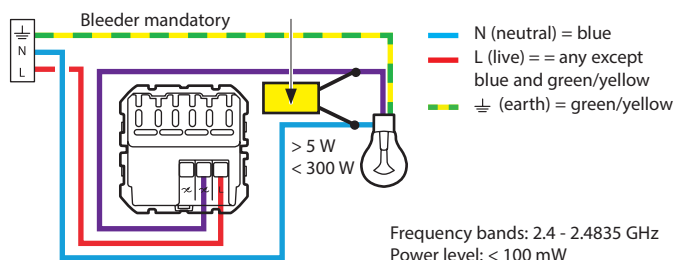 Bleeder mandatory
N
L
N (neutral) = blue
L (live) = = any except
blue and green/yellow
(earth) = green/yellow
> 5 W
< 300 W
L
Frequency bands: 2.4 - 2.4835 GHz
Power level: < 100 mW